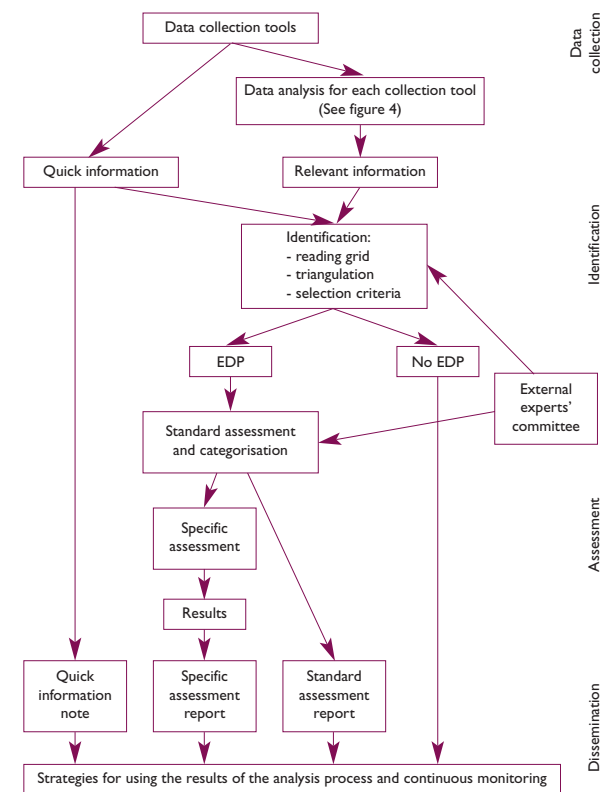 Data collection tools
Data
collection
Data analysis for each collection tool
(See figure 4)
Quick information
Relevant information
Identification
Identification:
- reading grid
- triangulation
- selection criteria
EDP
No EDP
External
experts'
committee
Standard assessment
and categorisation
Assessment
Specific
assessment
Results
Quick
information
note
Specific
assessment
report
Standard
assessment
report
Dissemination
Strategies for using the results of the analysis process and continuous monitoring